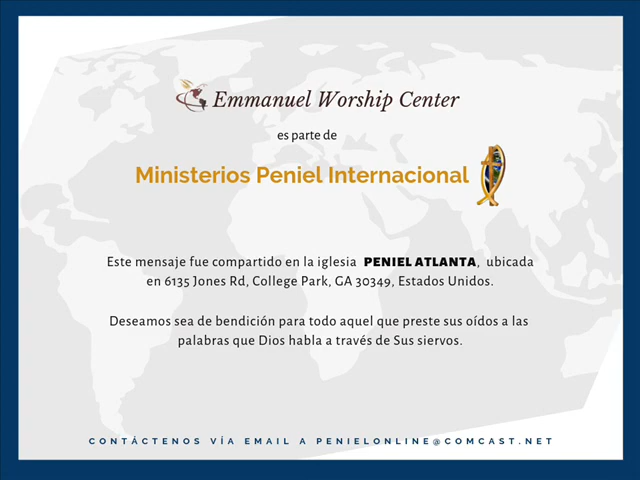 Emmanuel Worship Center
es parte de
Ministerios Peniel Internacional
Este mensaje fue compartido en la iglesia PENIEL ATLANTA, ubicada
en 6135 Jones Rd, College Park, GA 30349, Estados Unidos.
Deseamos sea de bendición para todo aquel que preste sus oídos a las
palabras que Dios habla a través de Sus siervos.
CONTÁCTENOS VÍA EMAIL A PENIELONLINE@COMCAST.NET